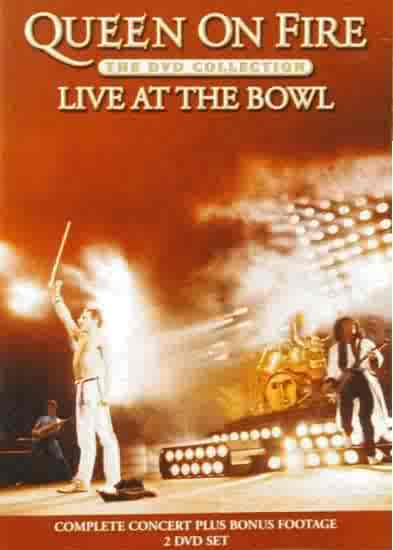 QUEEN ON FIRE
THE DVD COLLECTION
LIVE AT THE BOWL
COMPLETE CONCERT PLUS BONUS FOOTAGE
2 DVD SET